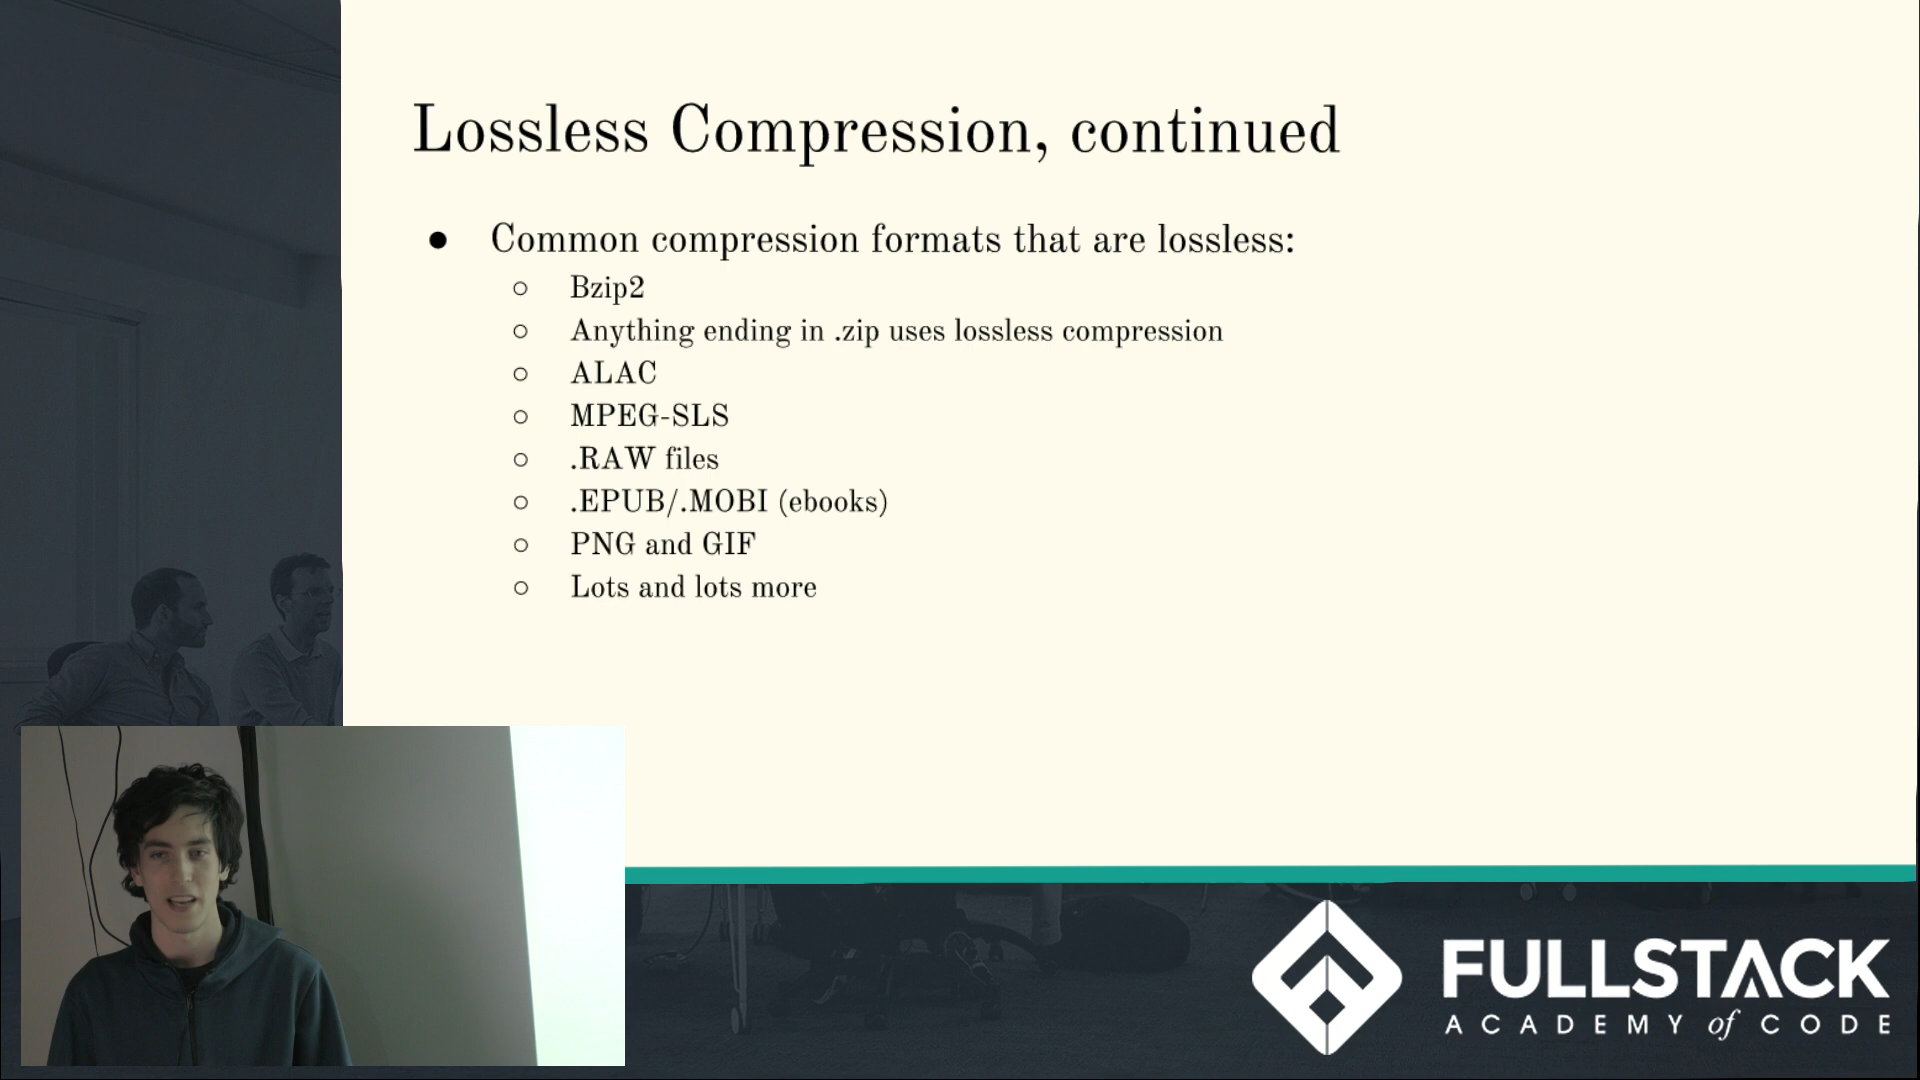 Lossless Compression, continued
● Common compression formats that are lossless:
○ Bzip2
○ Anything ending in .zip uses lossless compression
○ ALAC
○ MPEG-SLS
○ .RAW files
○ .EPUB/.MOBI (ebooks)
○ PNG and GIF
○ Lots and lots more
FULLSTACK
ACADEMY of CODE